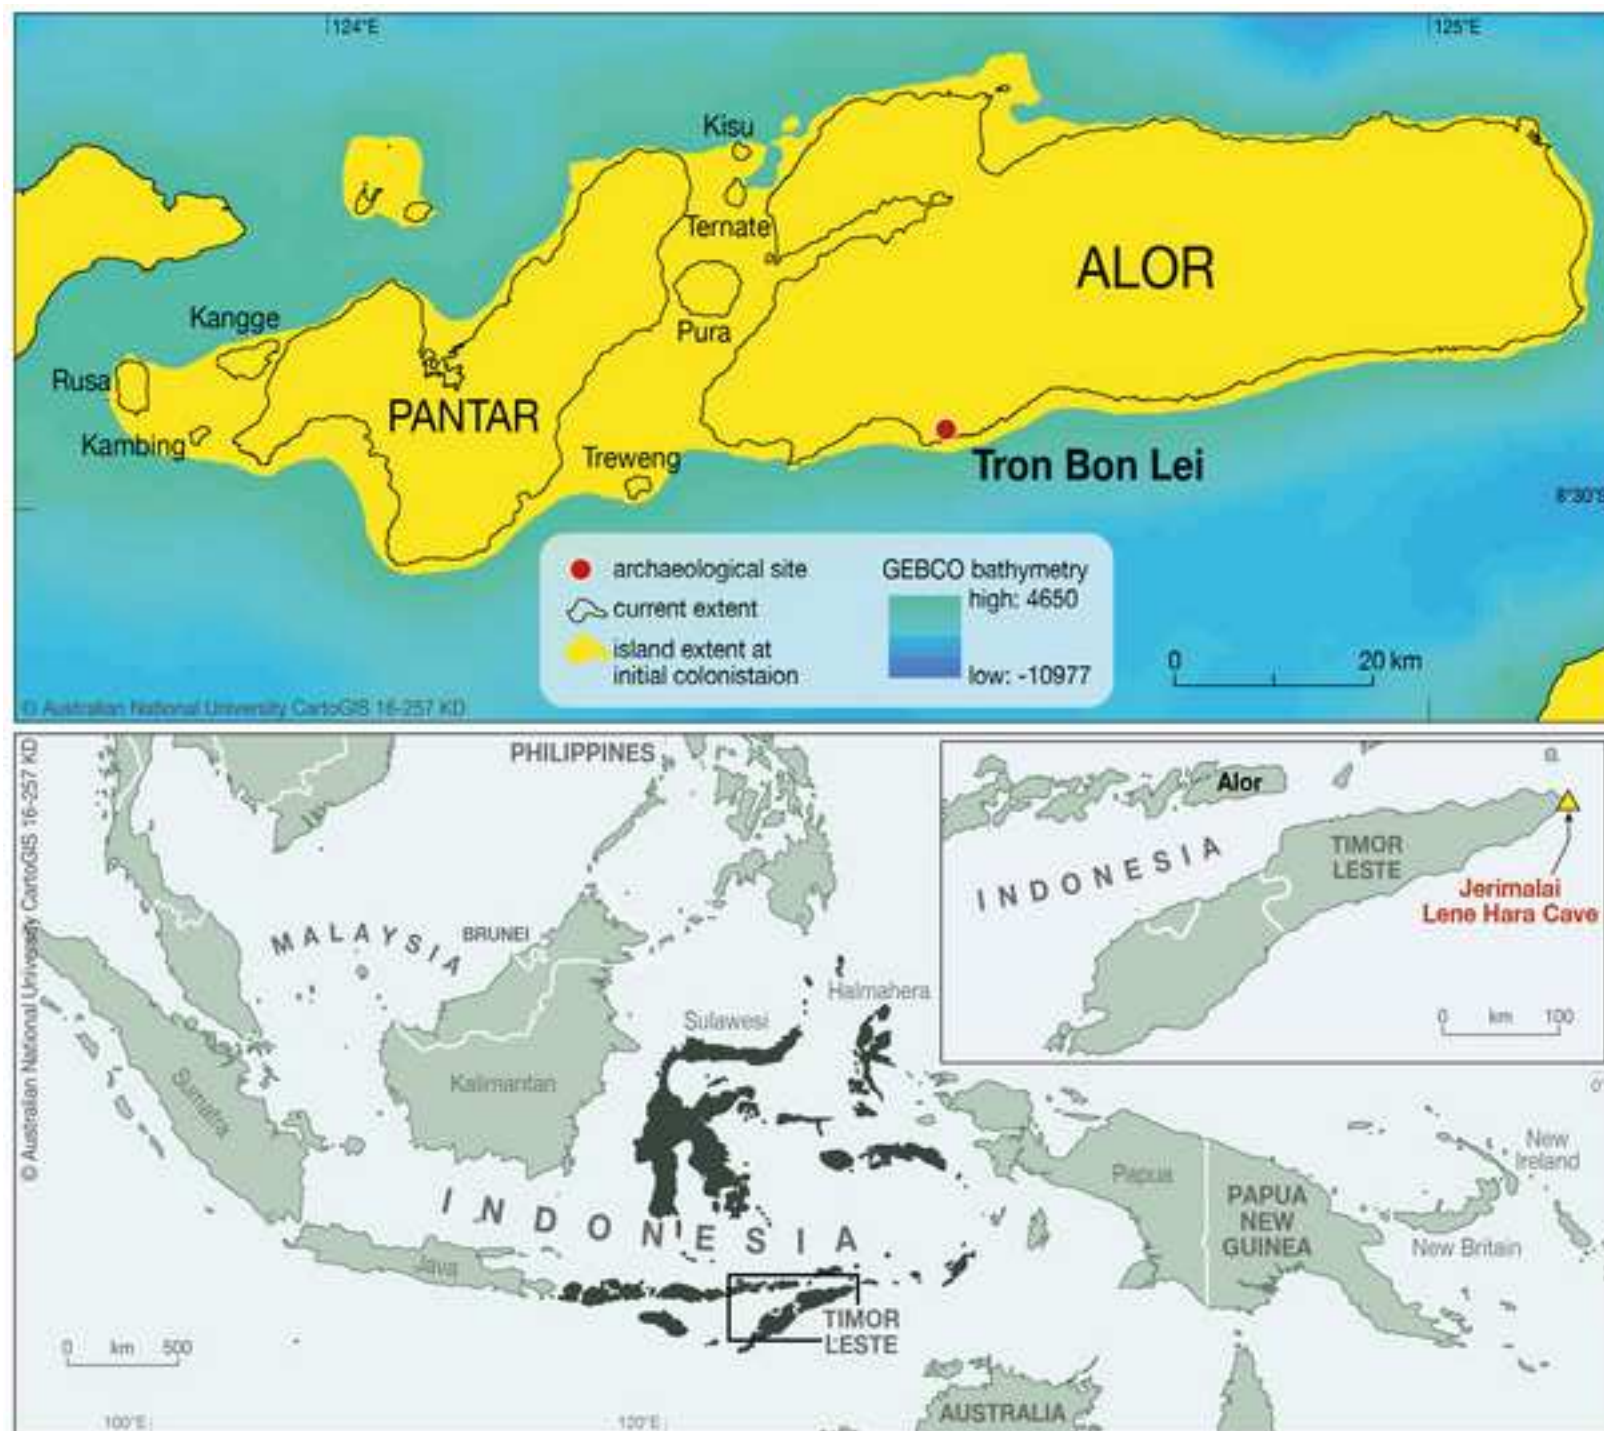 124°E
125°E
Kisu
Ternate
ALOR
Kangge
Pura
Rusa
PANTAR
Kambing
Treweng
Tron Bon Lei
8°30'S
archaeological site
current extent
island extent at
initial colonistaion
GEBCO bathymetry
high: 4650
low: -10977
0 20 km
© Australian National University CartoGIS 16-257 KD
© Australian National University CartoGIS 16-257 KD
PHILIPPINES
Alor
INDONESIA
TIMOR
LESTE
Jerimalai
Lene Hara Cave
0 km 100
MALAYSIA
BRUNEI
Halmahera
Sulawesi
Kalimantan
Sumatra
0°
New
Ireland
Papua
PAPUA
NEW
GUINEA
New Britain
INDONESIA
Java
TIMOR
LESTE
0 km 500
AUSTRALIA
100°E
120°E